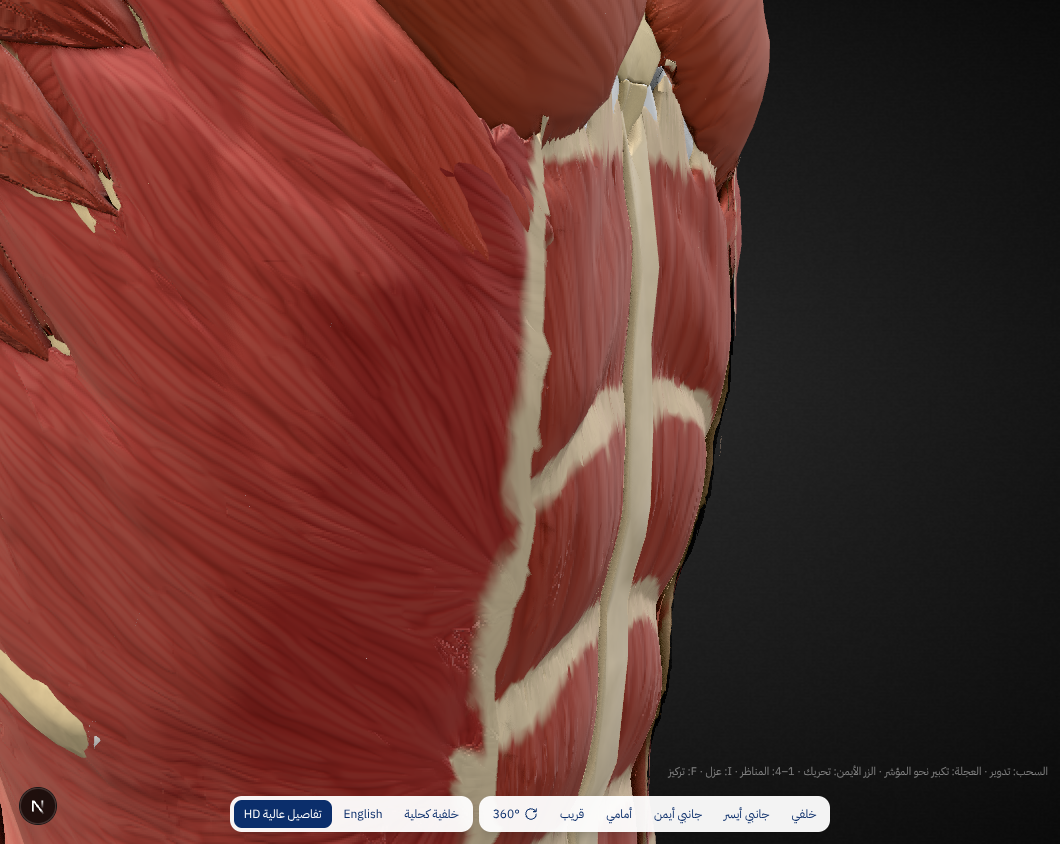 السحب: تدوير · العجلة: تكبير نحو المؤشر · الزر الأيمن: تحريك · 1–4: المناظر · I: عزل · F: تركيز
خلفي جانبي أيسر جانبي أيمن أمامي قريب 360°
خلفية كحلية English تفاصيل عالية HD
N